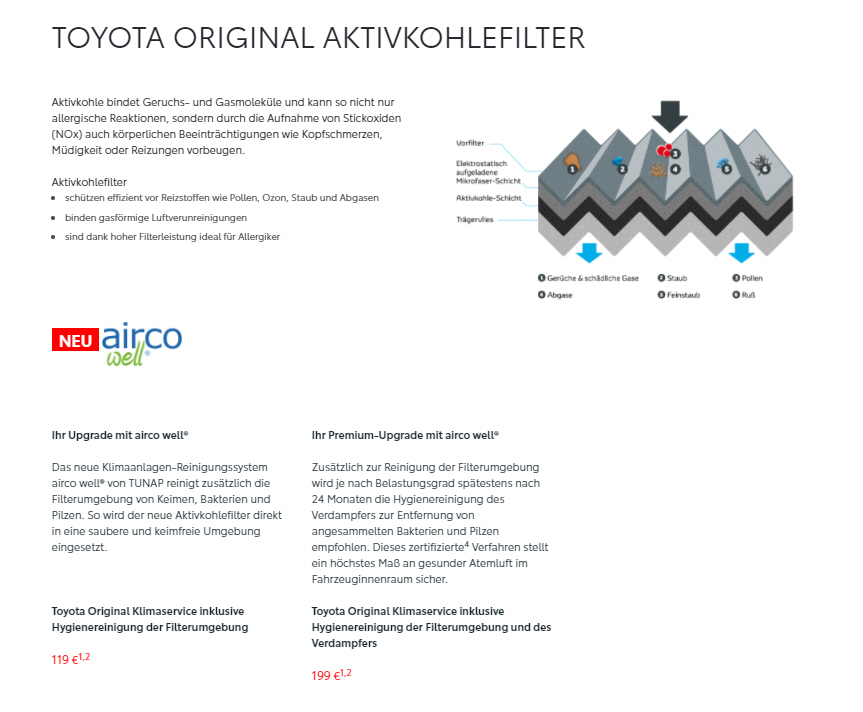 TOYOTA ORIGINAL AKTIVKOHLEFILTER
Aktivkohle bindet Geruchs- und Gasmoleküle und kann so nicht nur
allergische Reaktionen, sondern durch die Aufnahme von Stickoxiden
(NOx) auch körperlichen Beeinträchtigungen wie Kopfschmerzen,
Müdigkeit oder Reizungen vorbeugen.
Aktivkohlefilter
• schützen effizient vor Reizstoffen wie Pollen, Ozon, Staub und Abgasen
• binden gasförmige Luftverunreinigungen
• sind dank hoher Filterleistung ideal für Allergiker
Vorfilter
Elektrostatisch
aufgeladene
Mikrofaser-Schicht
Aktivkohle-Schicht
Trägervlies
1 2 3 4 5 6
1 Gerüche & schädliche Gase 2 Staub 3 Pollen
4 Abgase 5 Feinstaub 6 Ruß
NEU airco
well®
Ihr Upgrade mit airco well®
Das neue Klimaanlagen-Reinigungssystem
airco well® von TUNAP reinigt zusätzlich die
Filterumgebung von Keimen, Bakterien und
Pilzen. So wird der neue Aktivkohlefilter direkt
in eine saubere und keimfreie Umgebung
eingesetzt.
Toyota Original Klimaservice inklusive
Hygienereinigung der Filterumgebung
119 €1,2
Ihr Premium-Upgrade mit airco well®
Zusätzlich zur Reinigung der Filterumgebung
wird je nach Belastungsgrad spätestens nach
24 Monaten die Hygienereinigung des
Verdampfers zur Entfernung von
angesammelten Bakterien und Pilzen
empfohlen. Dieses zertifizierte4 Verfahren stellt
ein höchstes Maß an gesunder Atemluft im
Fahrzeuginnenraum sicher.
Toyota Original Klimaservice inklusive
Hygienereinigung der Filterumgebung und des
Verdampfers
199 €1,2